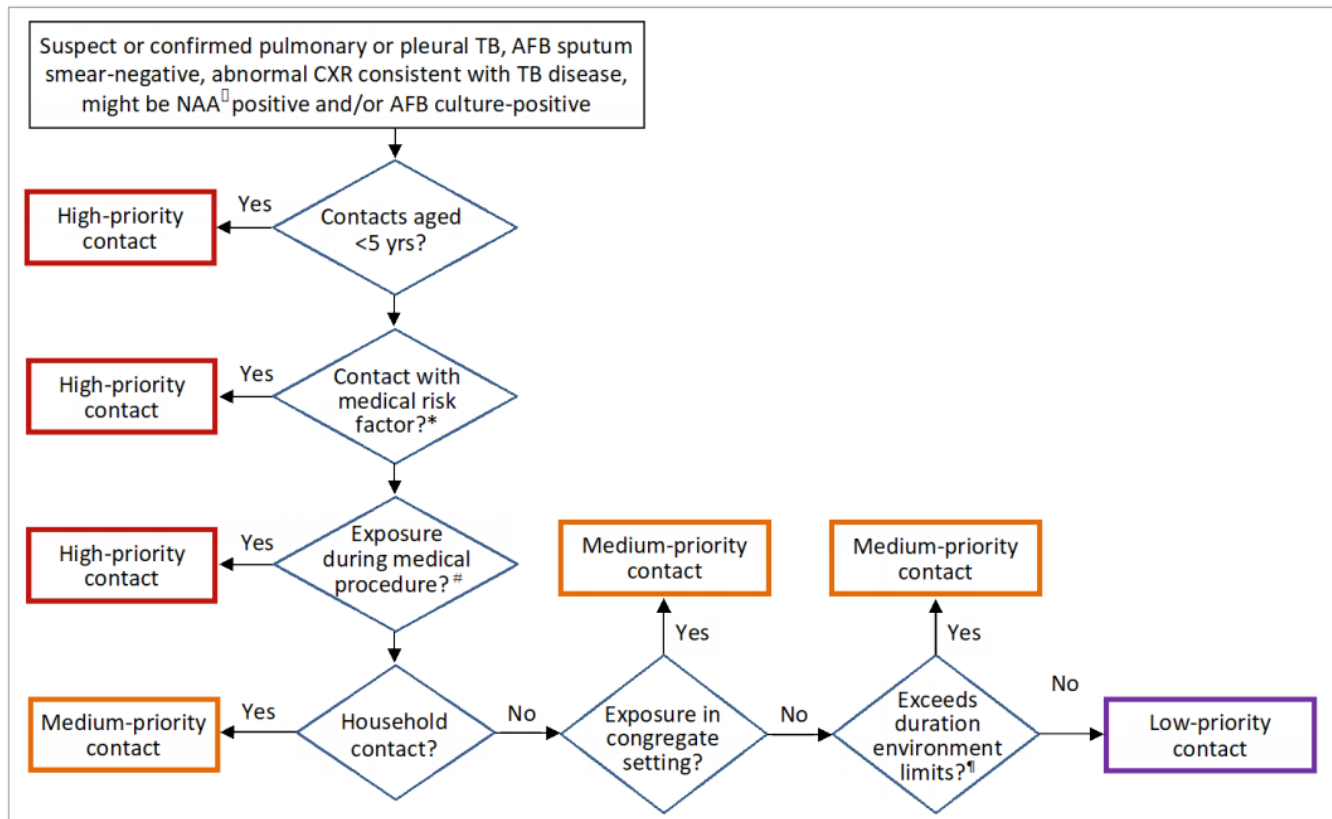 Suspect or confirmed pulmonary or pleural TB, AFB sputum
smear-negative, abnormal CXR consistent with TB disease,
might be NAA▯ positive and/or AFB culture-positive
High-priority
contact
Yes
Contacts aged
<5 yrs?
High-priority
contact
Yes
Contact with
medical risk
factor?*
High-priority
contact
Yes
Exposure
during medical
procedure?#
Medium-priority
contact
Medium-priority
contact
Yes
Yes
Medium-priority
contact
Yes
Household
contact?
No
Exposure in
congregate
setting?
No
Exceeds
duration
environment
limits?¶
No
Low-priority
contact